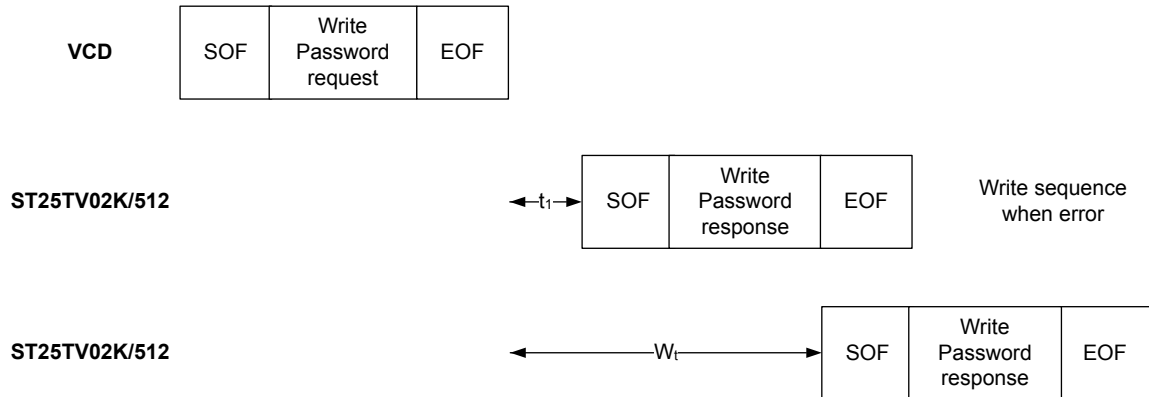 VCD
SOF
Write
Password
request
EOF
ST25TV02K/512
t1
SOF
Write
Password
response
EOF
Write sequence
when error
ST25TV02K/512
Wt
SOF
Write
Password
response
EOF